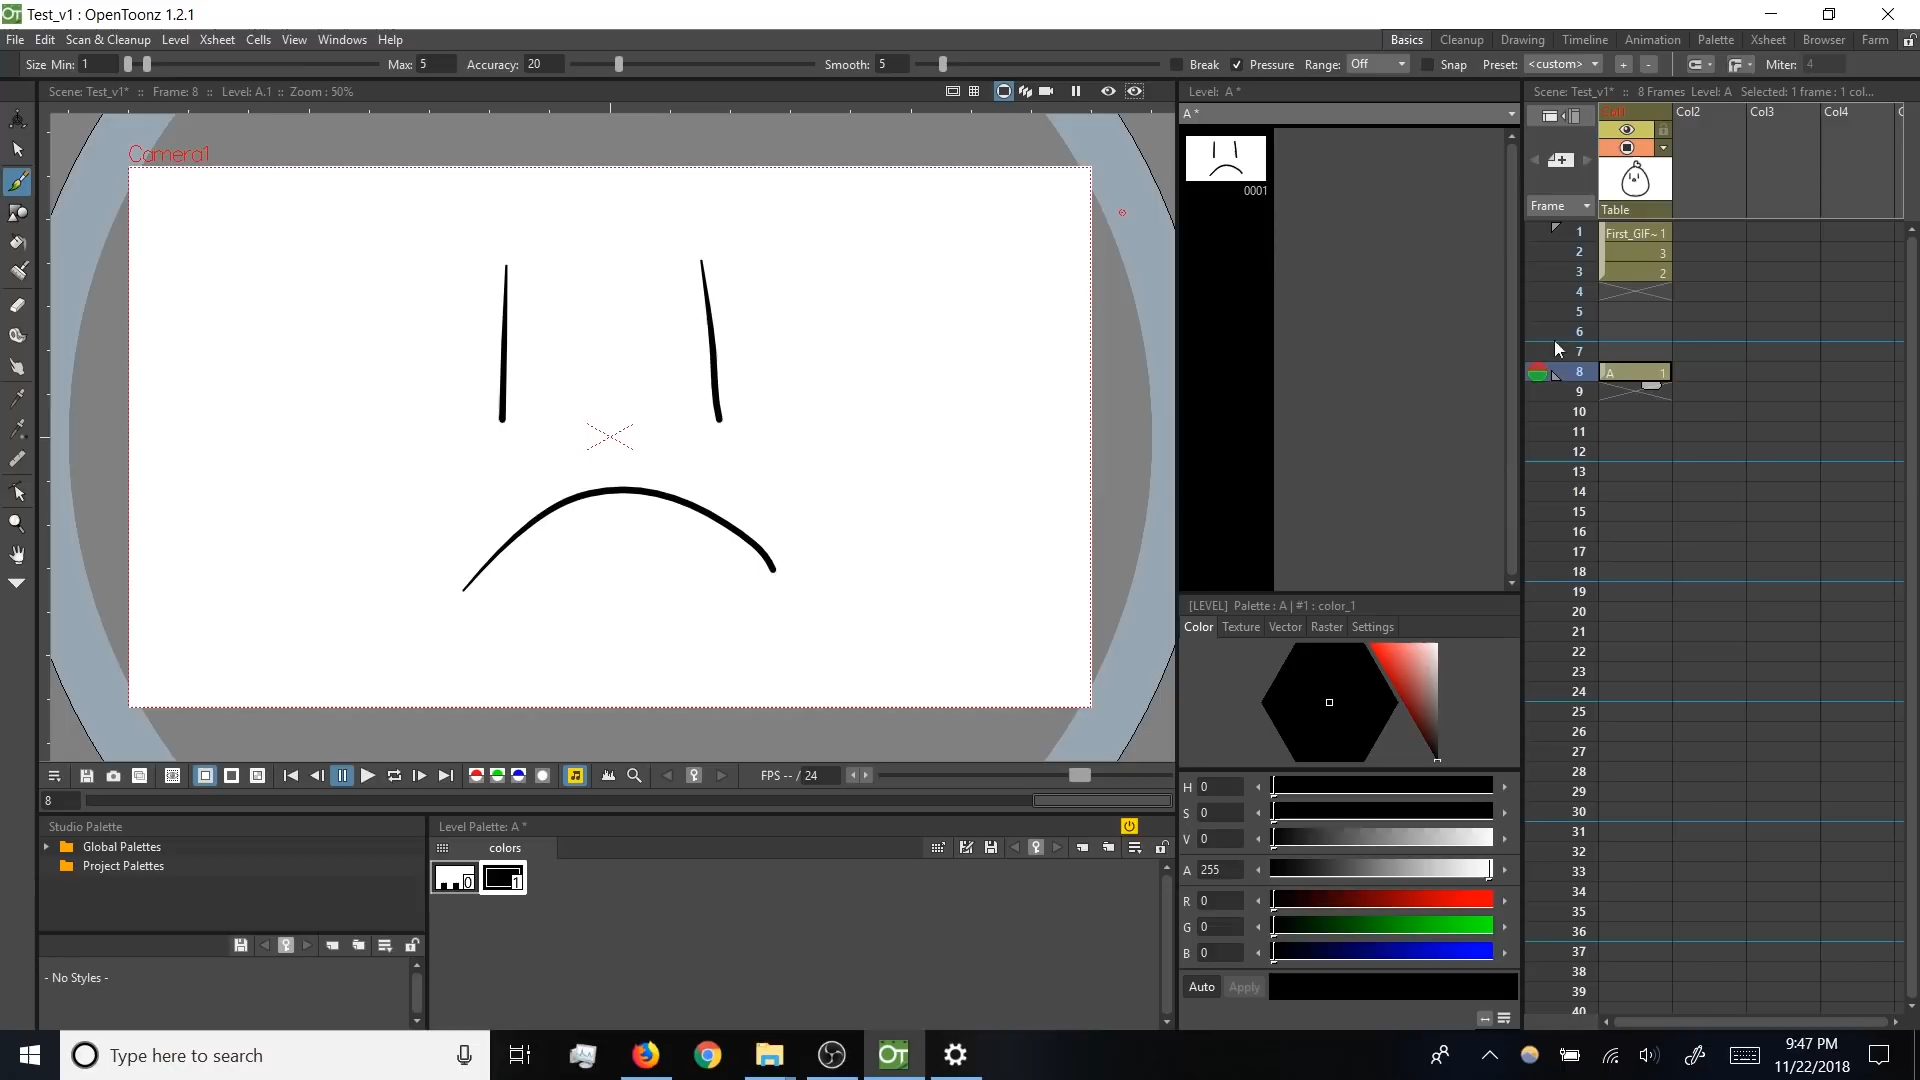 Test_v1 : OpenToonz 1.2.1
File Edit Scan & Cleanup Level Xsheet Cells View Windows Help
Basics Cleanup Drawing Timeline Animation Palette Xsheet Browser Farm
Size Min: 1 Max: 5 Accuracy: 20 Smooth: 5 Break Pressure Range: Off Snap Preset: <custom> + - Miter: 4
Scene: Test_v1* :: Frame: 8 :: Level: A.1 :: Zoom : 50%
Camera1
Level: A *
A *
0001
Scene: Test_v1* :: 8 Frames Level: A Selected: 1 frame : 1 col...
Col1 Col2 Col3 Col4
Frame
Table
1 First_GIF~ 1
2 3
3 2
4
5
6
7
8 A 1
9
10
11
12
13
14
15
16
17
18
19
20
21
22
23
24
25
26
27
28
29
30
31
32
33
34
35
36
37
38
39
40
[LEVEL] Palette : A | #1 : color_1
Color Texture Vector Raster Settings
H 0
S 0
V 0
A 255
R 0
G 0
B 0
Auto Apply
FPS -- / 24
8
Studio Palette
Global Palettes
Project Palettes
- No Styles -
Level Palette: A *
colors
0 1
Type here to search
9:47 PM
11/22/2018